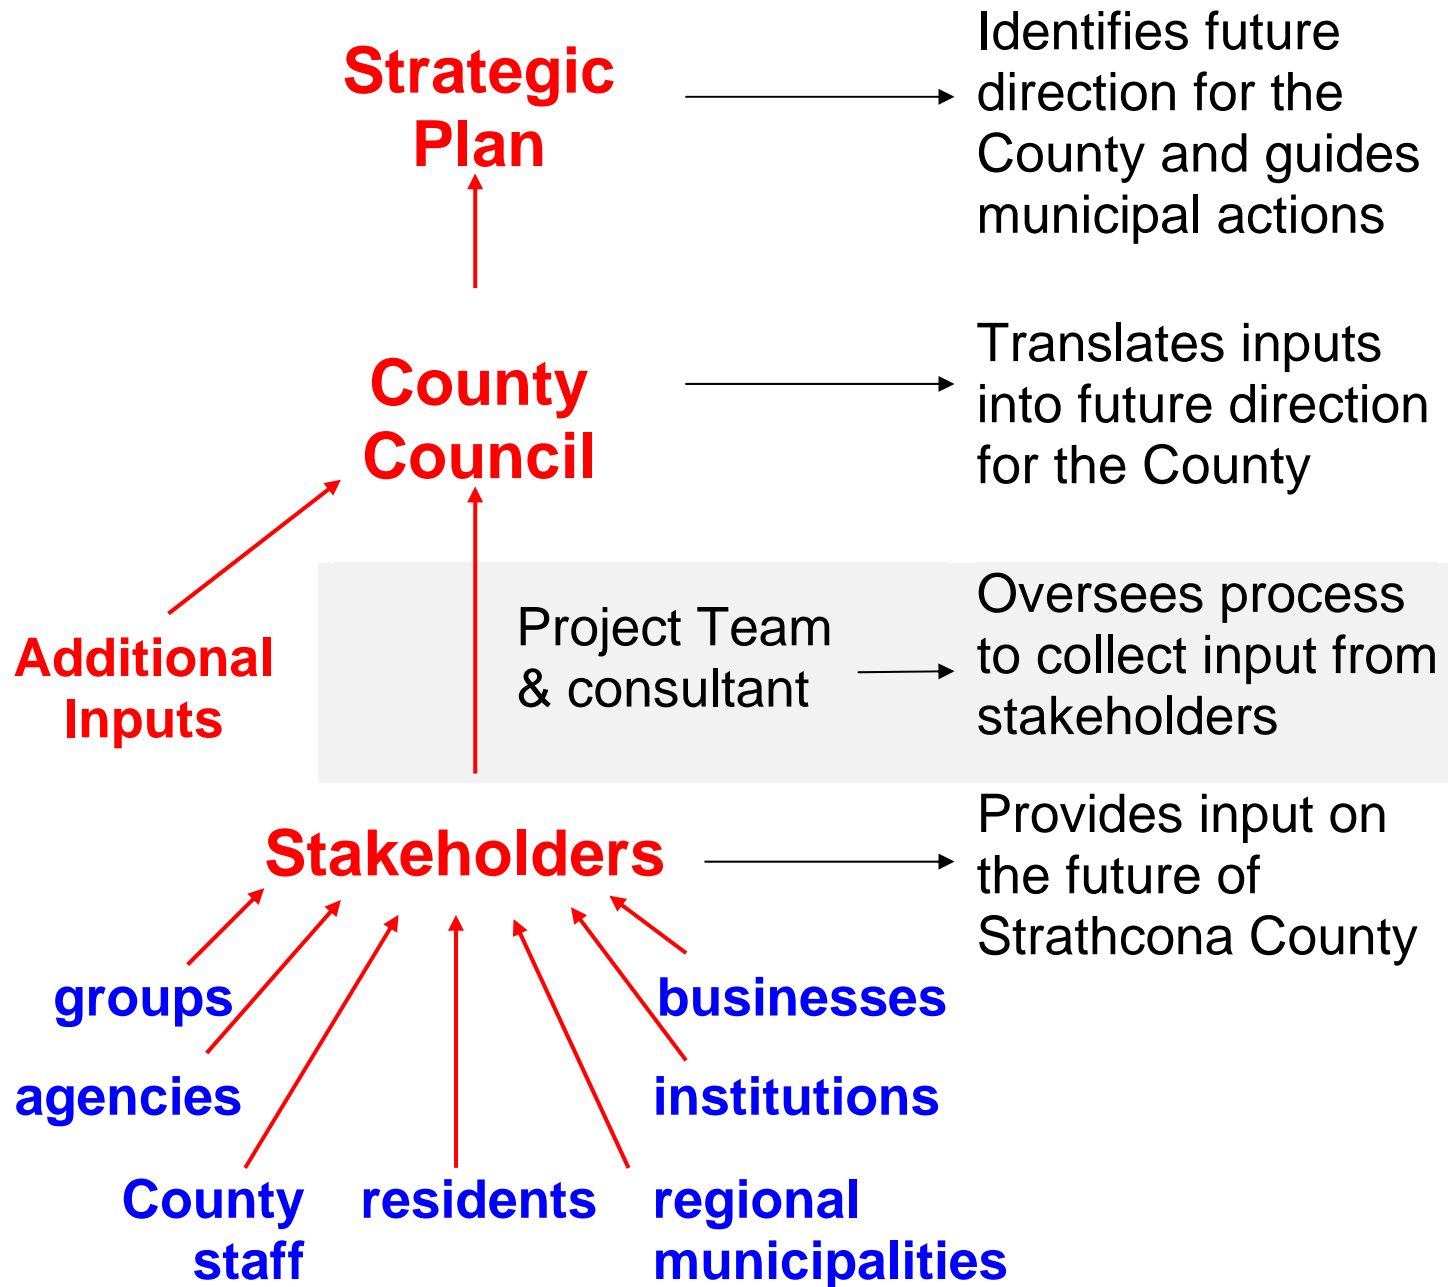 Strategic
Plan
Identifies future
direction for the
County and guides
municipal actions
County
Council
Translates inputs
into future direction
for the County
Additional
Inputs
Project Team
& consultant
Oversees process
to collect input from
stakeholders
Stakeholders
Provides input on
the future of
Strathcona County
groups
businesses
agencies
institutions
County
staff
residents
regional
municipalities